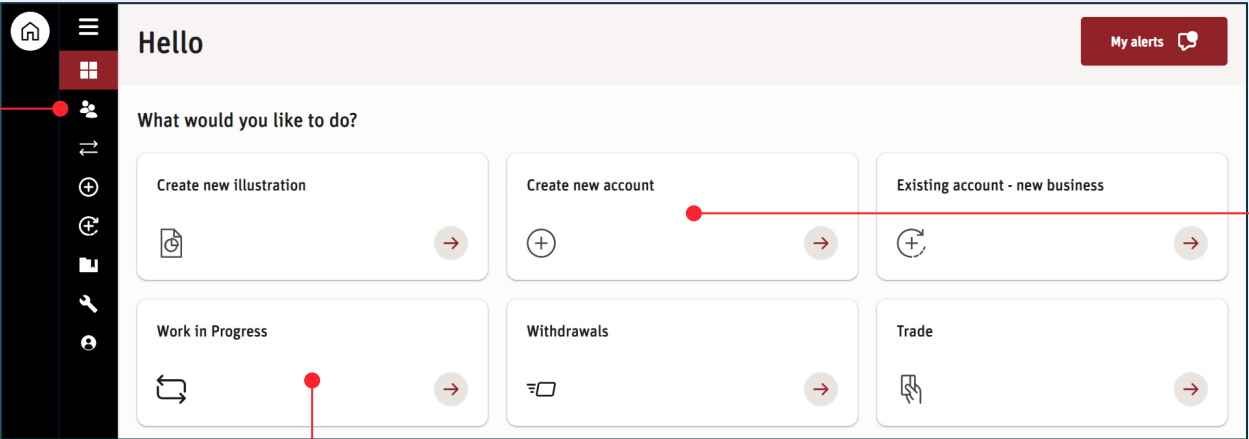 Hello
My alerts
What would you like to do?
Create new illustration
Create new account
Existing account - new business
Work in Progress
Withdrawals
Trade